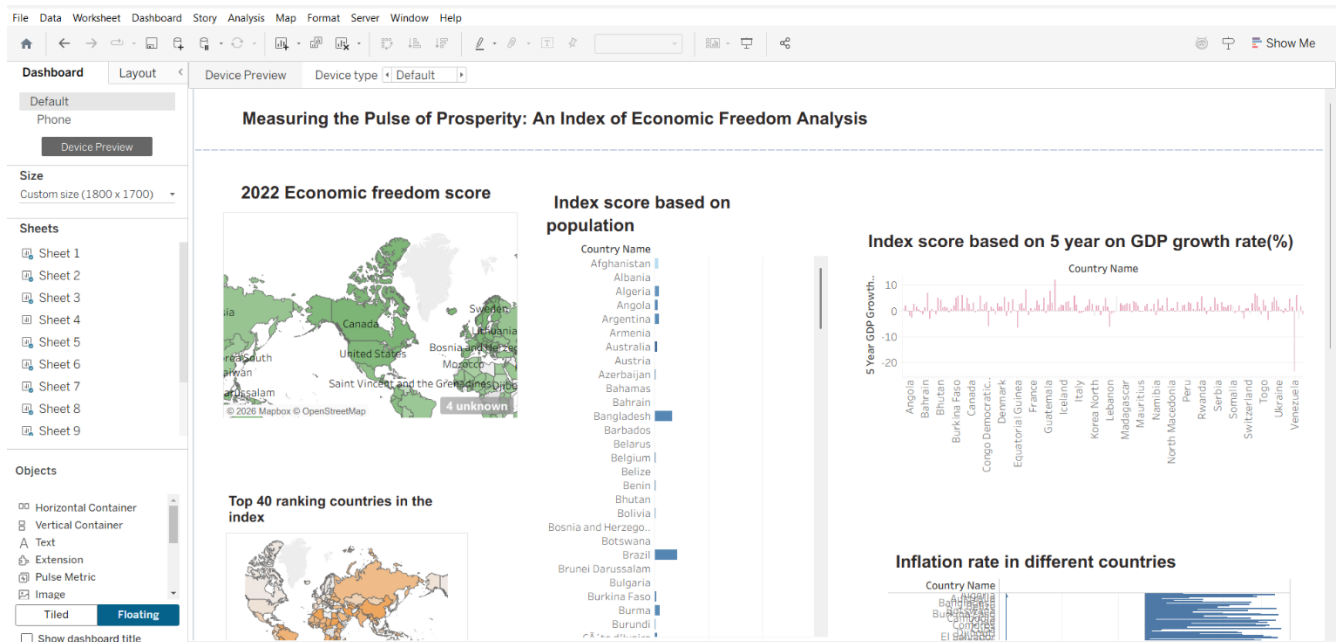 File Data Worksheet Dashboard Story Analysis Map Format Server Window Help
Show Me
Dashboard Layout
Device Preview Device type Default
Default
Phone
Device Preview
Size
Custom size (1800 x 1700)
Sheets
Sheet 1
Sheet 2
Sheet 3
Sheet 4
Sheet 5
Sheet 6
Sheet 7
Sheet 8
Sheet 9
Objects
Horizontal Container
Vertical Container
Text
Extension
Pulse Metric
Image
Tiled Floating
Show dashboard title
Measuring the Pulse of Prosperity: An Index of Economic Freedom Analysis
2022 Economic freedom score
Canada
United States
Sweden
Lithuania
Bosnia and Herzeg
Morocco
Saint Vincent and the Grenadines
© 2026 Mapbox © OpenStreetMap
4 unknown
Top 40 ranking countries in the
index
Index score based on
population
Country Name
Afghanistan
Albania
Algeria
Angola
Argentina
Armenia
Australia
Austria
Azerbaijan
Bahamas
Bahrain
Bangladesh
Barbados
Belarus
Belgium
Belize
Benin
Bhutan
Bolivia
Bosnia and Herzego..
Botswana
Brazil
Brunei Darussalam
Bulgaria
Burkina Faso
Burma
Burundi
Index score based on 5 year on GDP growth rate(%)
Country Name
5 Year GDP Growth..
10
0
-10
-20
Angola
Bahrain
Bhutan
Burkina Faso
Canada
Congo Democratic..
Denmark
Equatorial Guinea
France
Guatemala
Iceland
Italy
Korea North
Lebanon
Madagascar
Mauritius
Namibia
North Macedonia
Peru
Rwanda
Serbia
Somalia
Switzerland
Togo
Ukraine
Venezuela
Inflation rate in different countries
Country Name
El Salvador